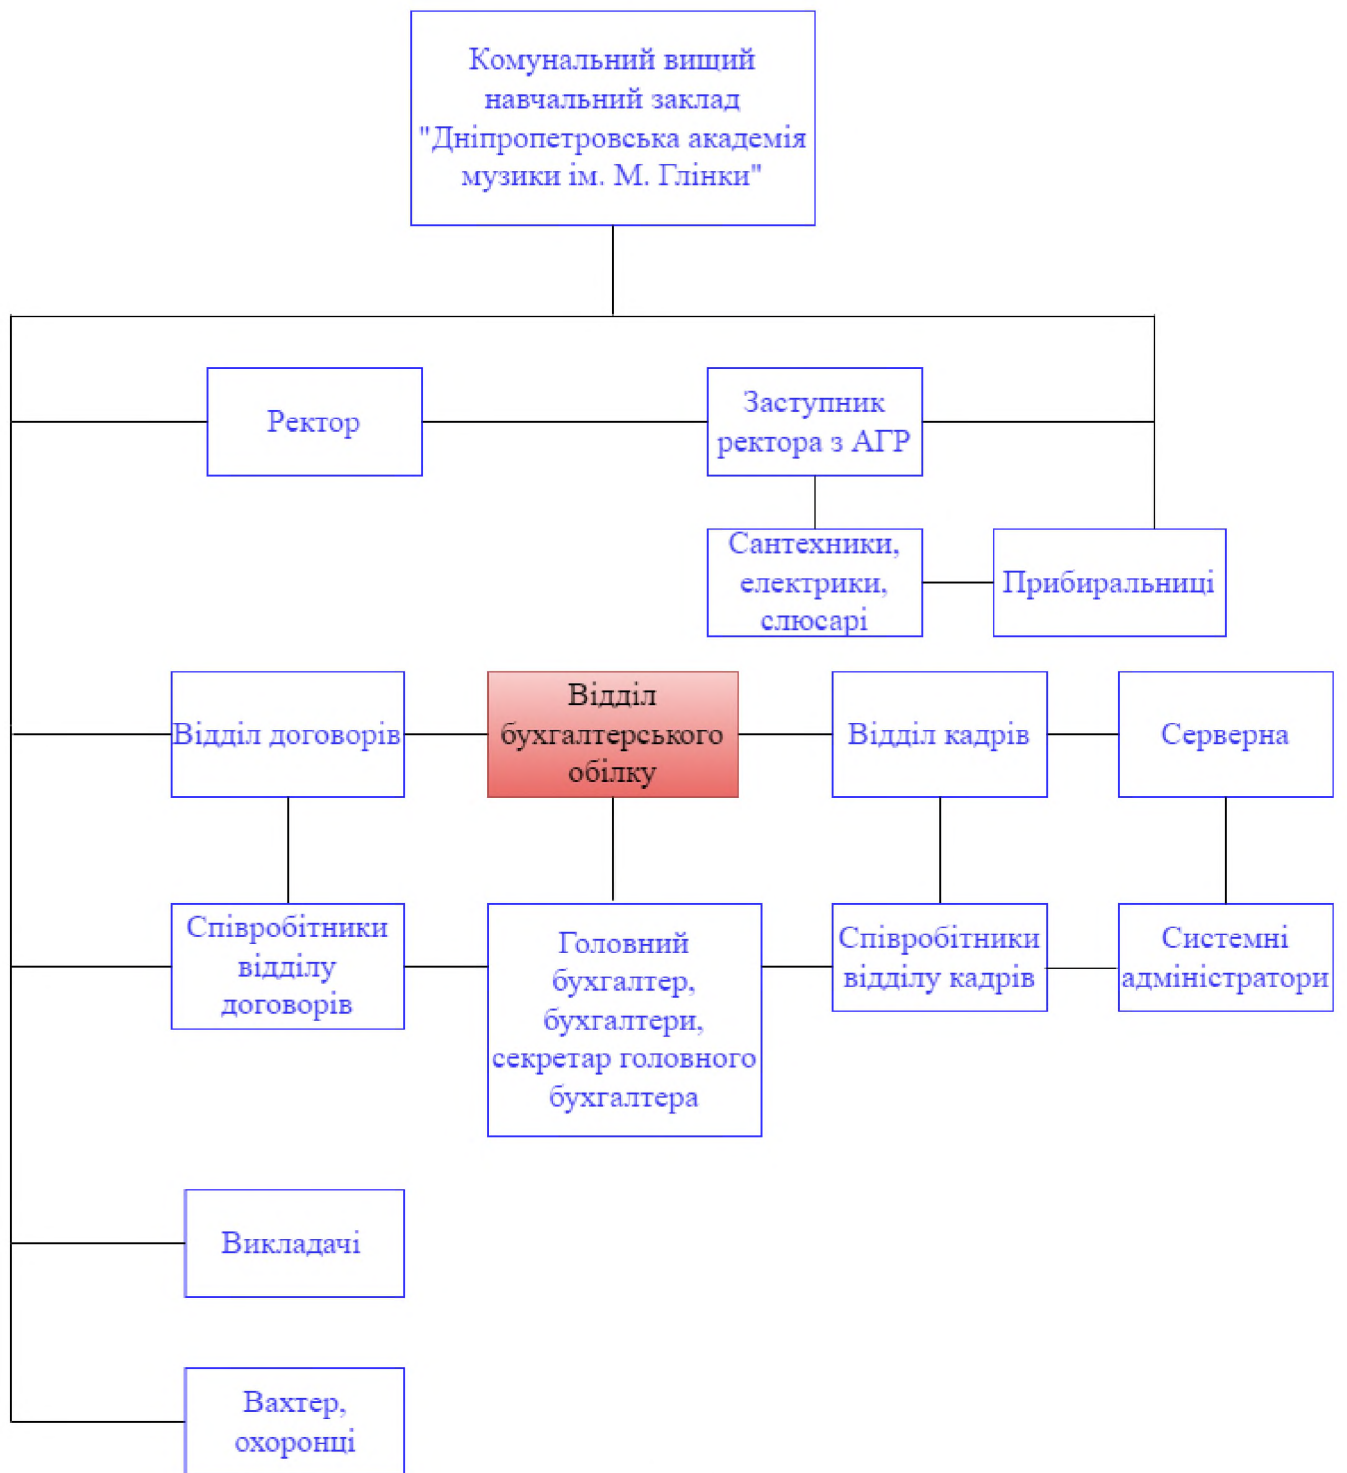 Комунальний вищий
навчальний заклад
"Дніпропетровська академія
музики ім. М. Глінки"
Ректор
Заступник
ректора з АГР
Сантехники,
електрики,
слюсарі
Прибиральниці
Відділ договорів
Відділ
бухгалтерського
обілку
Відділ кадрів
Серверна
Співробітники
відділу
договорів
Головний
бухгалтер,
бухгалтери,
секретар головного
бухгалтера
Співробітники
відділу кадрів
Системні
адміністратори
Викладачі
Вахтер,
охоронці